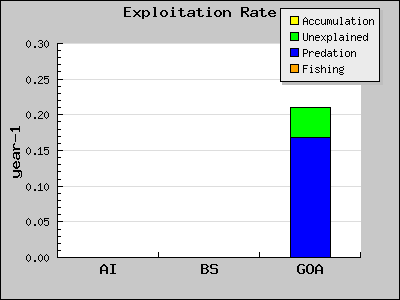 Exploitation Rate
Accumulation
Unexplained
Predation
Fishing
year-1
0.30
0.25
0.20
0.15
0.10
0.05
0.00
AI BS GOA